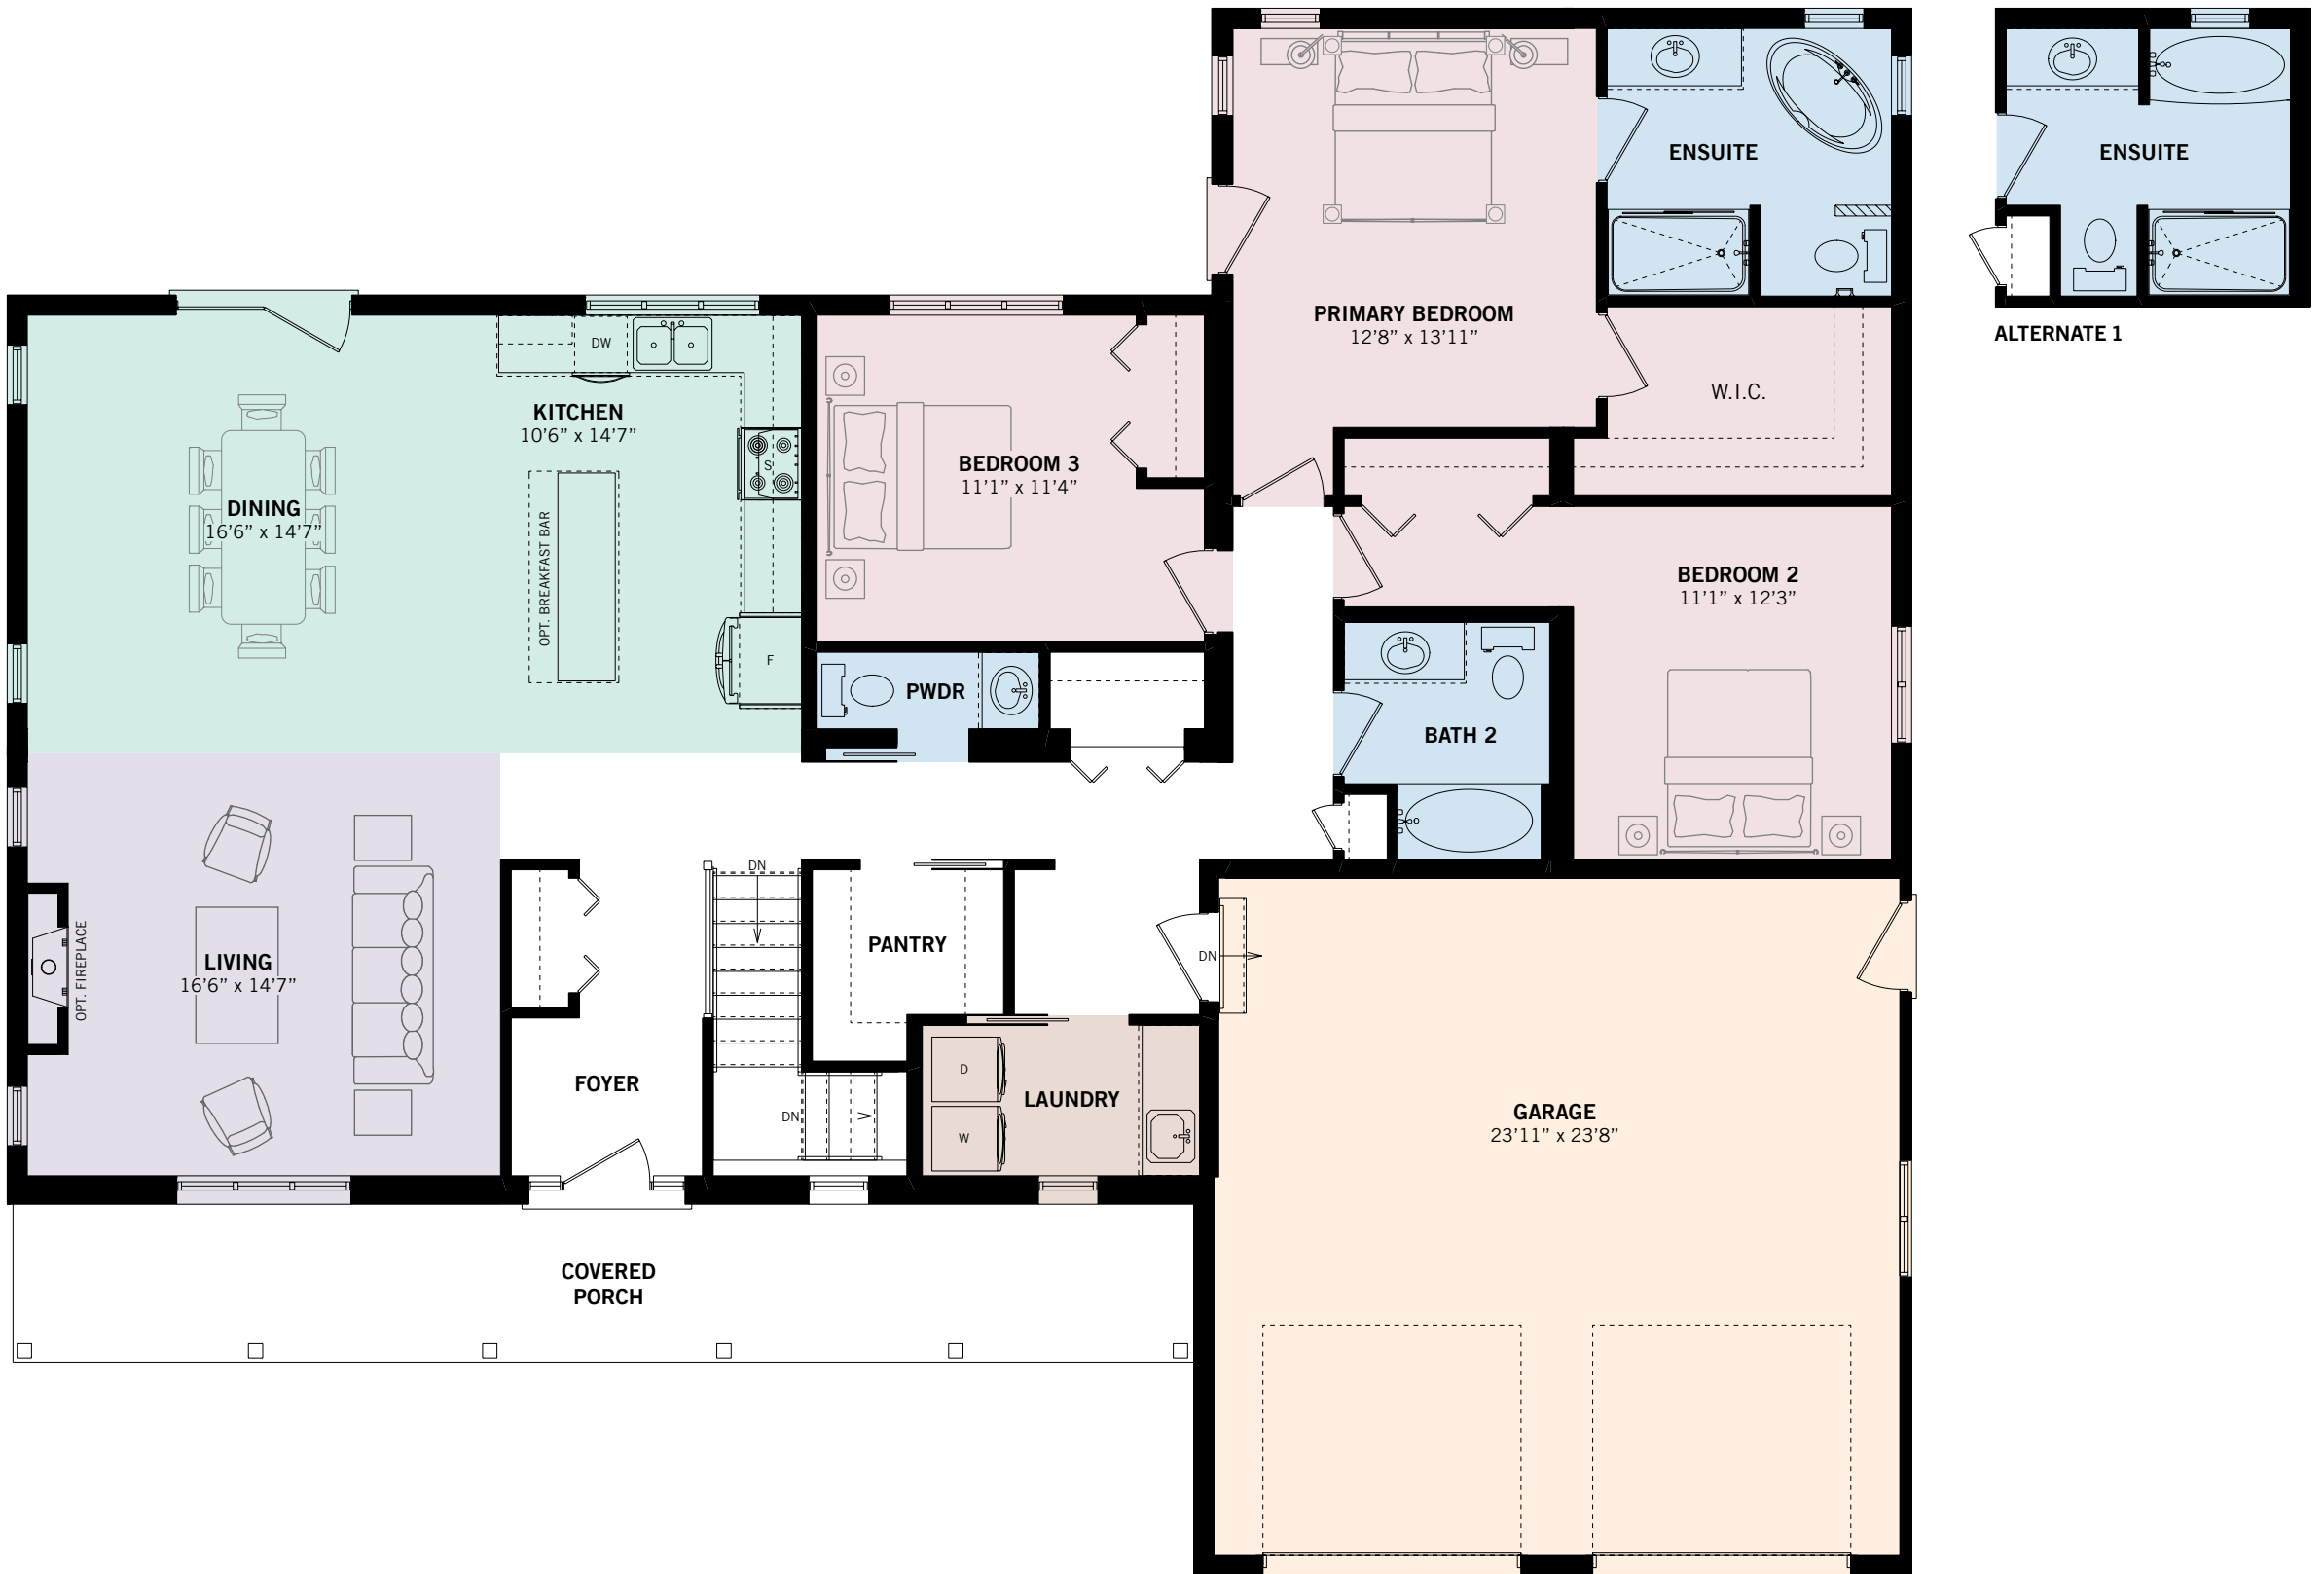 ENSUITE
ENSUITE
PRIMARY BEDROOM
12'8" x 13'11"
ALTERNATE 1
DW
W.I.C.
KITCHEN
10'6" x 14'7"
S
BEDROOM 3
11'1" x 11'4"
DINING
16'6" x 14'7"
OPT. BREAKFAST BAR
BEDROOM 2
11'1" x 12'3"
F
PWDR
BATH 2
DN
PANTRY
DN
LIVING
16'6" x 14'7"
OPT. FIREPLACE
D
FOYER
LAUNDRY
DN
W
GARAGE
23'11" x 23'8"
COVERED
PORCH